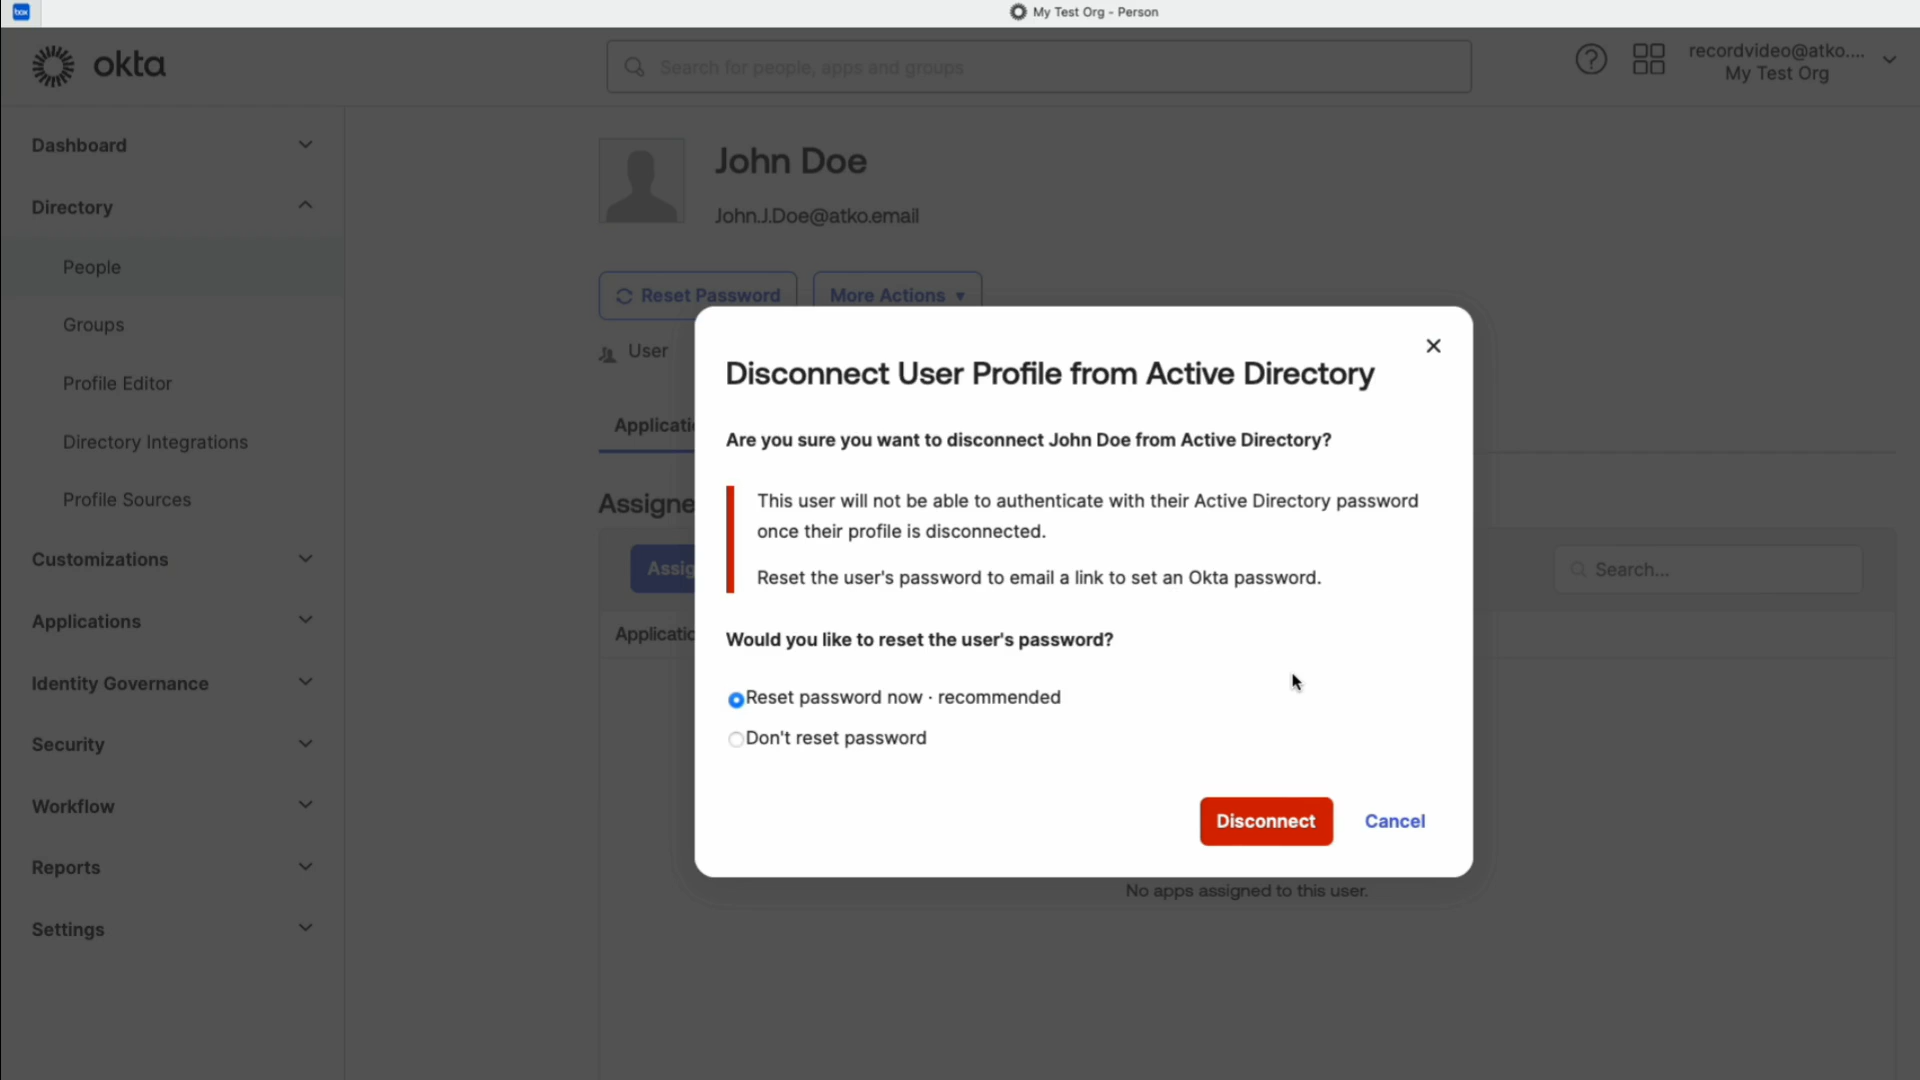 box
My Test Org - Person
okta
Search for people, apps and groups
recordvideo@atko....
My Test Org
Dashboard
Directory
People
Groups
Profile Editor
Directory Integrations
Profile Sources
Customizations
Applications
Identity Governance
Security
Workflow
Reports
Settings
John Doe
John.J.Doe@atko.email
Reset Password
More Actions
User
Applicati
Assigne
Assig
Search...
Applicatio
Disconnect User Profile from Active Directory
Are you sure you want to disconnect John Doe from Active Directory?
This user will not be able to authenticate with their Active Directory password
once their profile is disconnected.
Reset the user's password to email a link to set an Okta password.
Would you like to reset the user's password?
Reset password now · recommended
Don't reset password
Disconnect
Cancel
No apps assigned to this user.